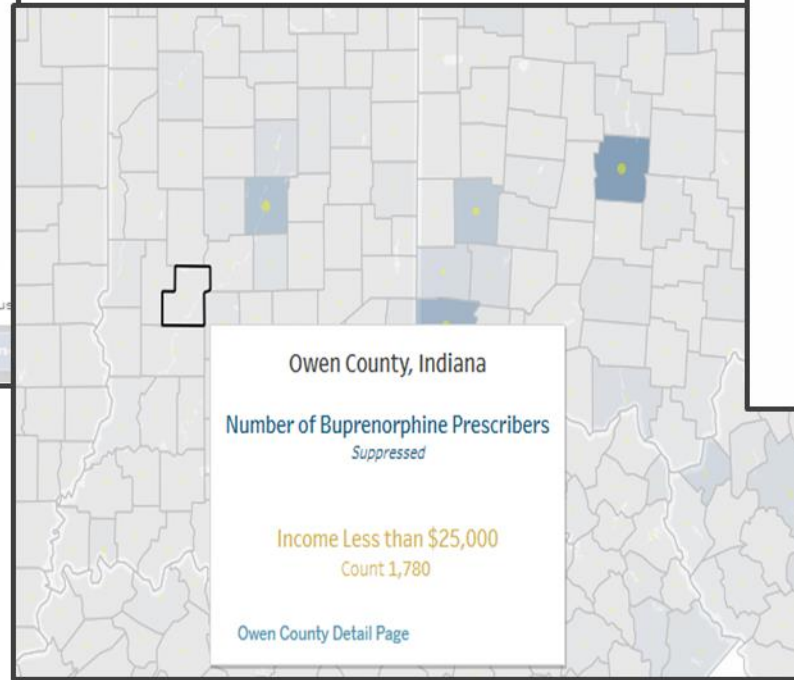 Owen County, Indiana
Number of Buprenorphine Prescribers
Suppressed
Income Less than $25,000
Count 1,780
Owen County Detail Page